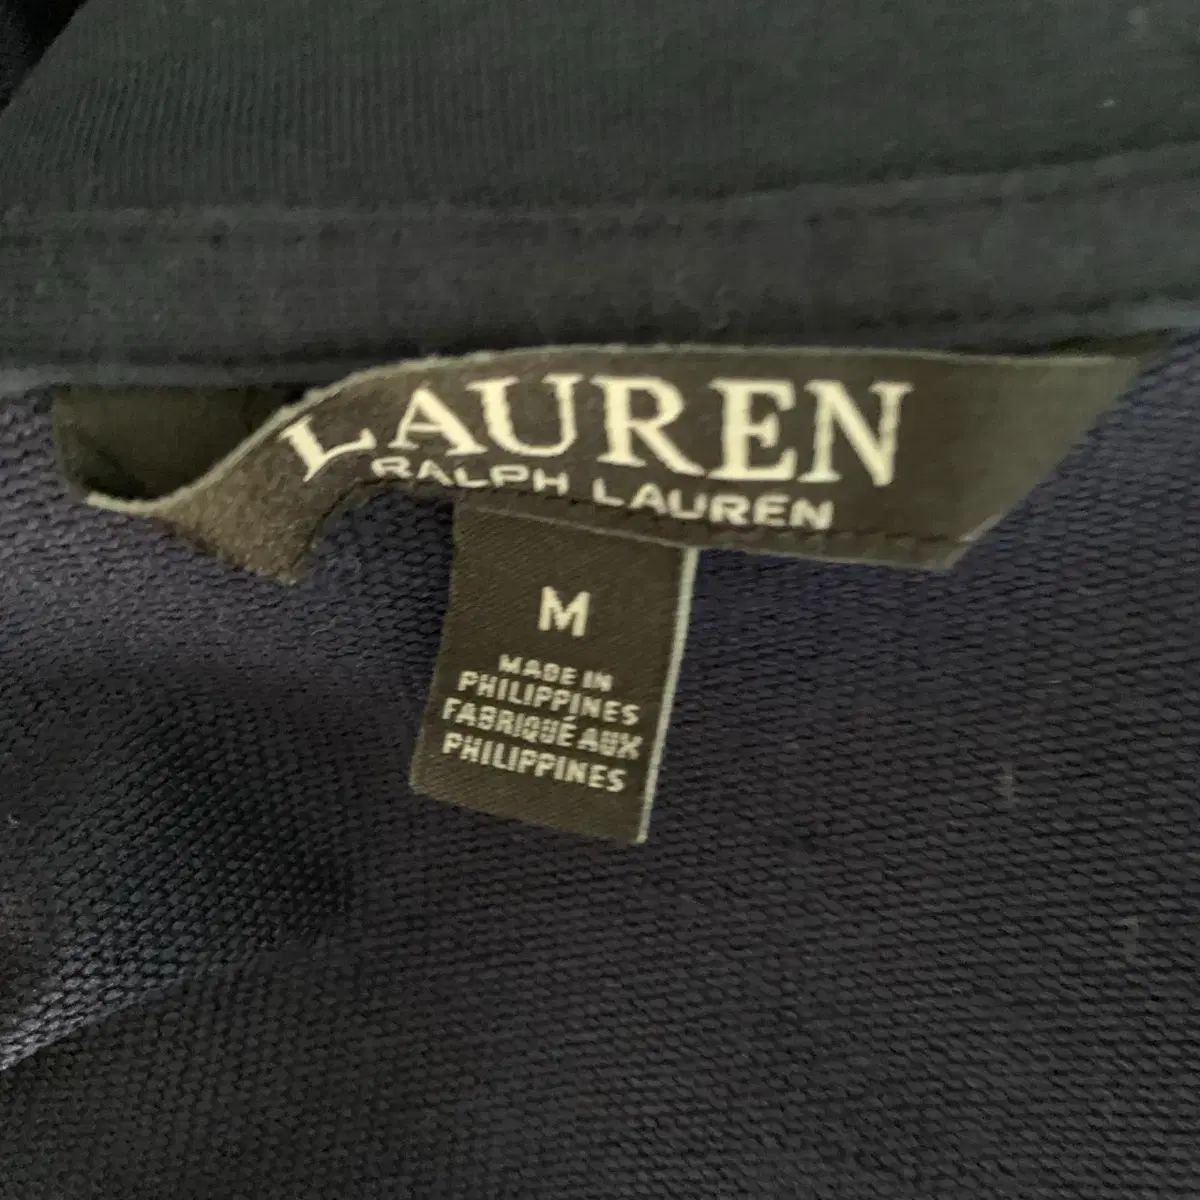 LAUREN
RALPH LAUREN
M
MADE IN
PHILIPPINES
FABRIQUÉ AUX
PHILIPPINES